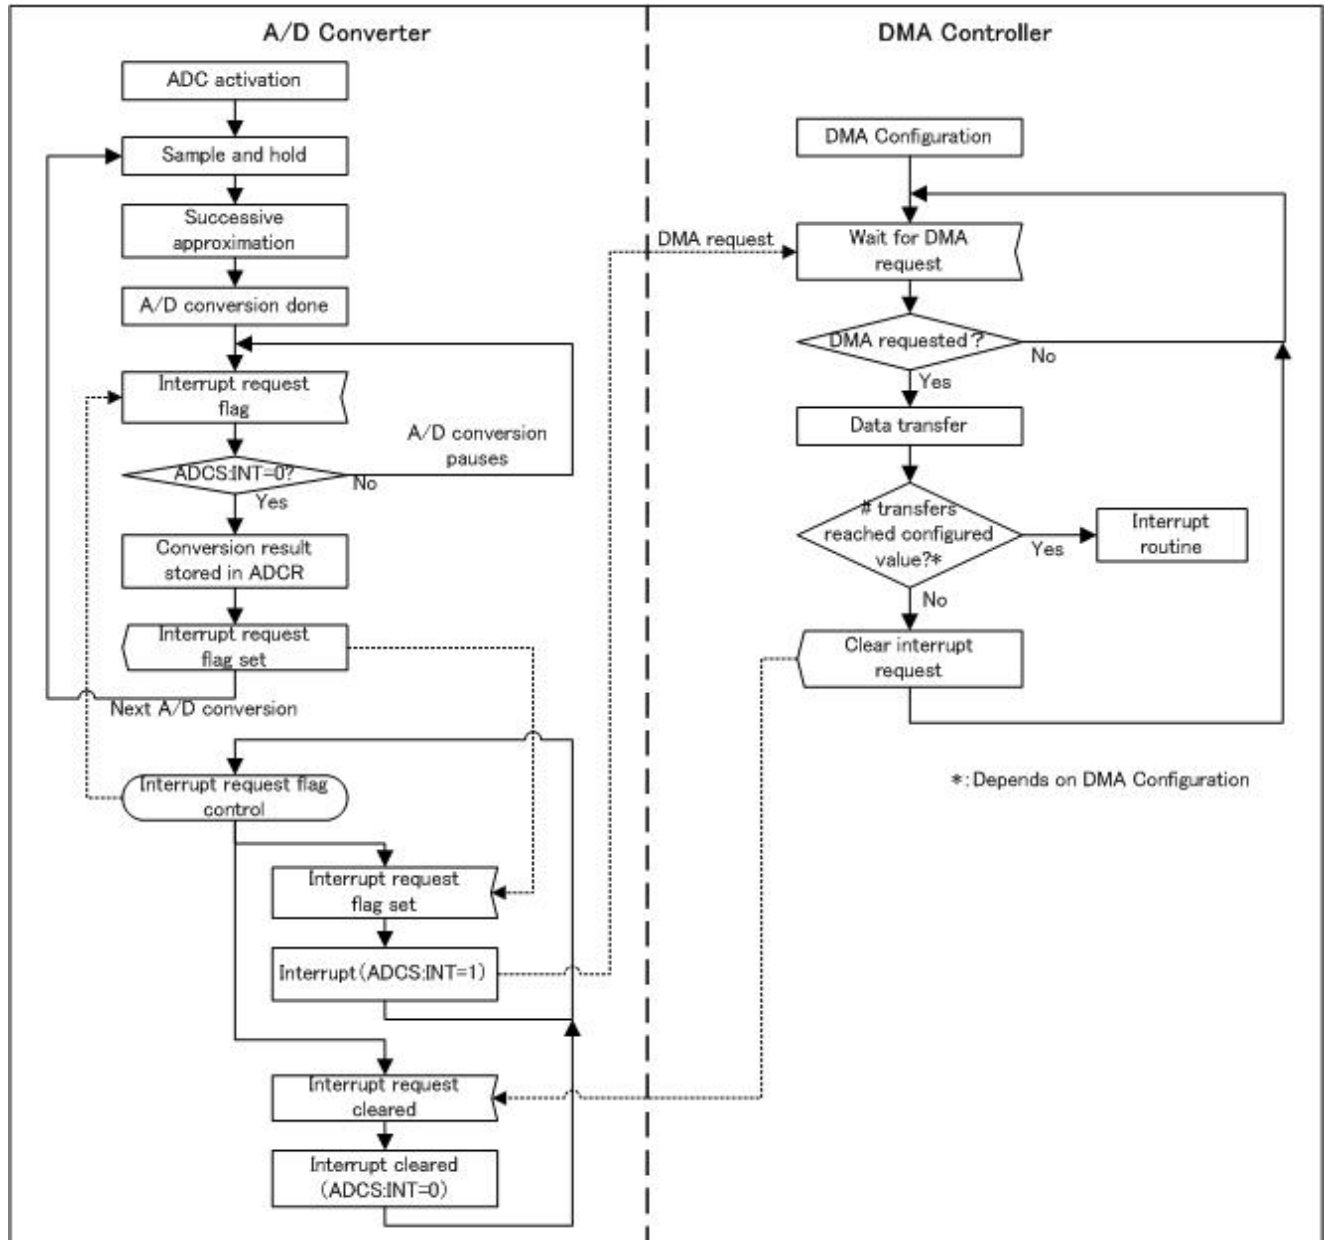 A/D Converter
ADC activation
Sample and hold
Successive
approximation
A/D conversion done
Interrupt request
flag
A/D conversion
pauses
ADCS:INT=0?
No
Yes
Conversion result
stored in ADCR
Interrupt request
flag set
Next A/D conversion
Interrupt request flag
control
Interrupt request
flag set
Interrupt(ADCS:INT=1)
Interrupt request
cleared
Interrupt cleared
(ADCS:INT=0)
DMA Controller
DMA Configuration
DMA request
Wait for DMA
request
DMA requested?
No
Yes
Data transfer
# transfers
reached configured
value?*
Yes
Interrupt
routine
No
Clear interrupt
request
*:Depends on DMA Configuration